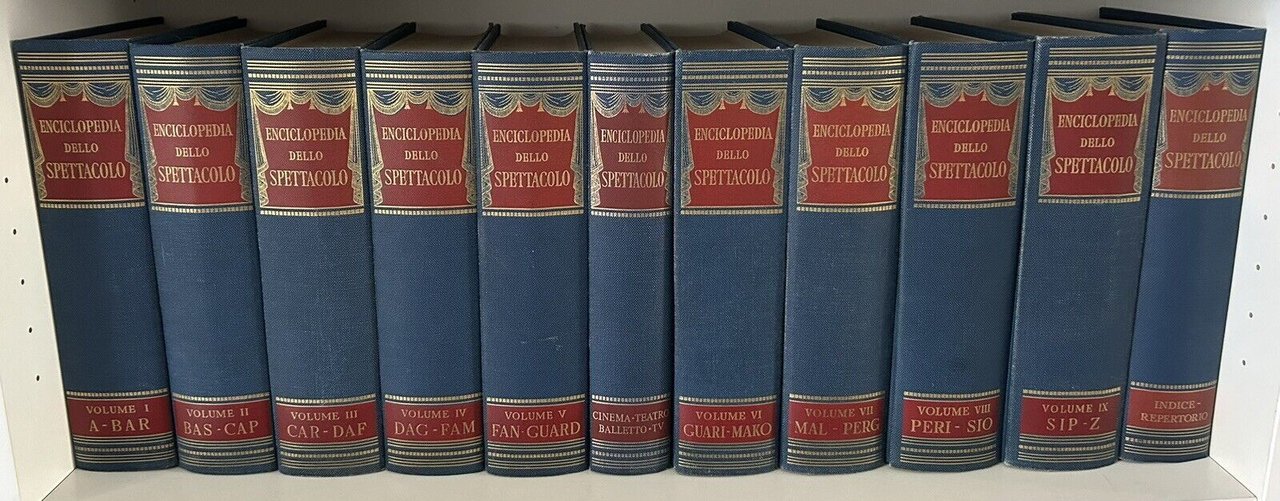 ENCICLOPEDIA
DELLO
SPETTACOLO
VOLUME I
A-BAR
ENCICLOPEDIA
DELLO
SPETTACOLO
VOLUME II
BAS-CAP
ENCICLOPEDIA
DELLO
SPETTACOLO
VOLUME III
CAR-DAF
ENCICLOPEDIA
DELLO
SPETTACOLO
VOLUME IV
DAG-FAM
ENCICLOPEDIA
DELLO
SPETTACOLO
VOLUME V
FAN-GUARD
ENCICLOPEDIA
DELLO
SPETTACOLO
CINEMA·TEATRO
BALLETTO·TV
ENCICLOPEDIA
DELLO
SPETTACOLO
VOLUME VI
GUARI-MAKO
ENCICLOPEDIA
DELLO
SPETTACOLO
VOLUME VII
MAL-PERG
ENCICLOPEDIA
DELLO
SPETTACOLO
VOLUME VIII
PERI-SIO
ENCICLOPEDIA
DELLO
SPETTACOLO
VOLUME IX
SIP-Z
ENCICLOPEDIA
DELLO
SPETTACOLO
INDICE-
REPERTORIO